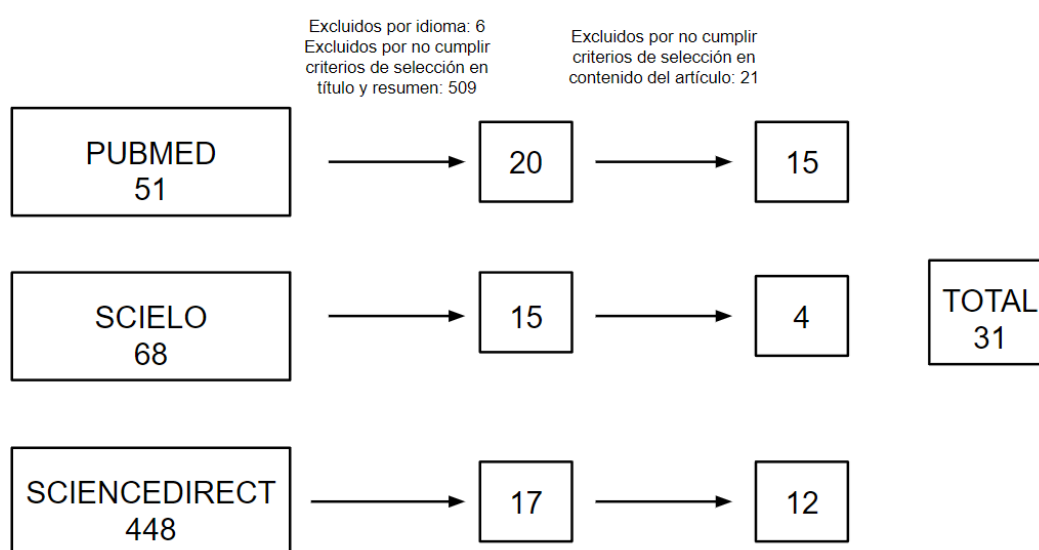 Excluidos por idioma: 6
Excluidos por no cumplir
criterios de selección en
título y resumen: 509
Excluidos por no cumplir
criterios de selección en
contenido del artículo: 21
PUBMED
51
20
15
SCIELO
68
15
4
TOTAL
31
SCIENCEDIRECT
448
17
12